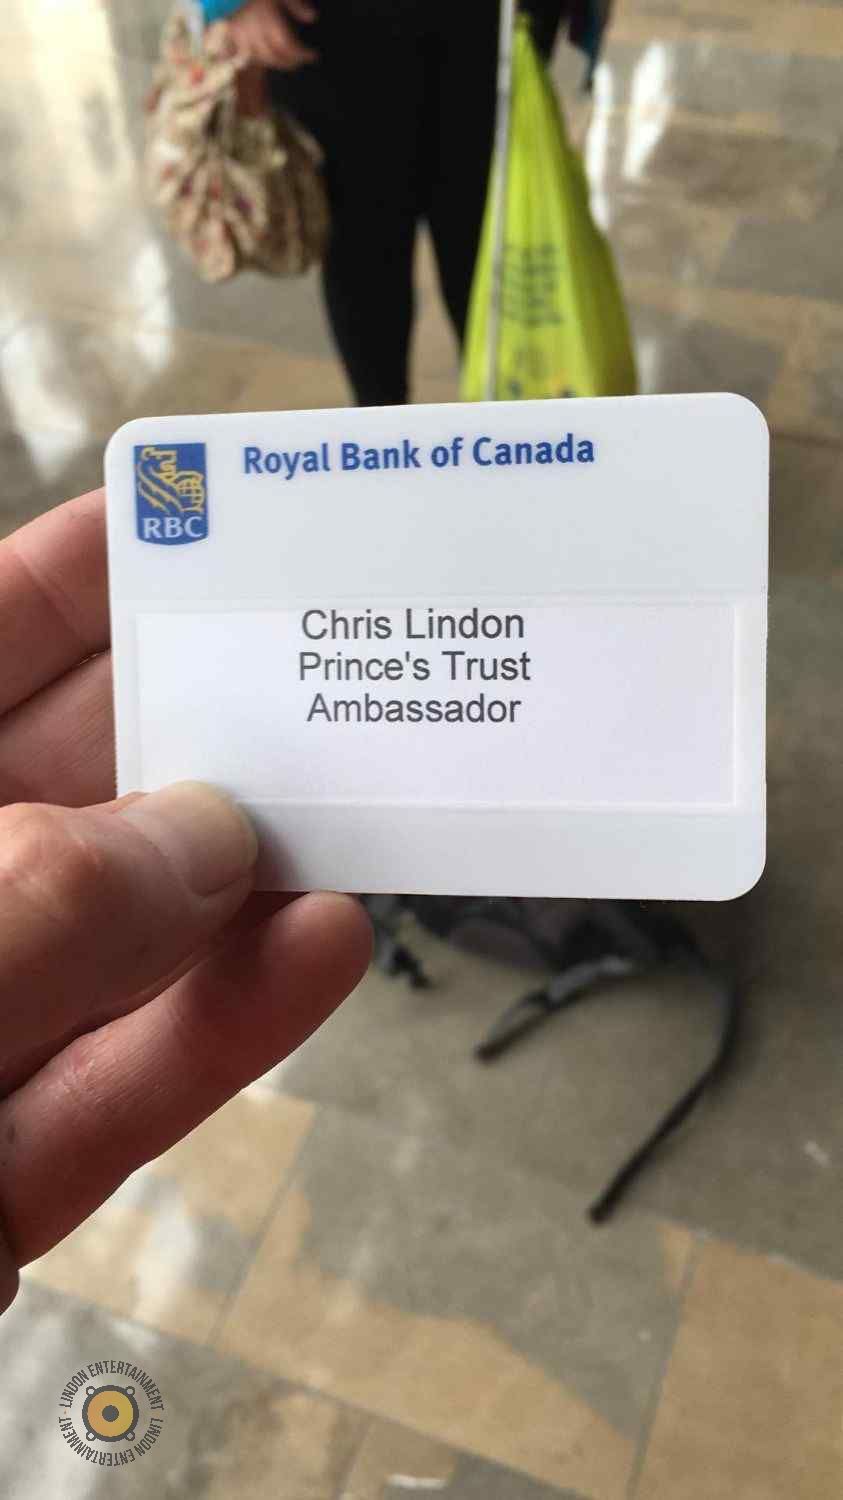 Royal Bank of Canada
RBC
Chris Lindon
Prince's Trust
Ambassador
LINDON ENTERTAINMENT
LINDON ENTERTAINMENT